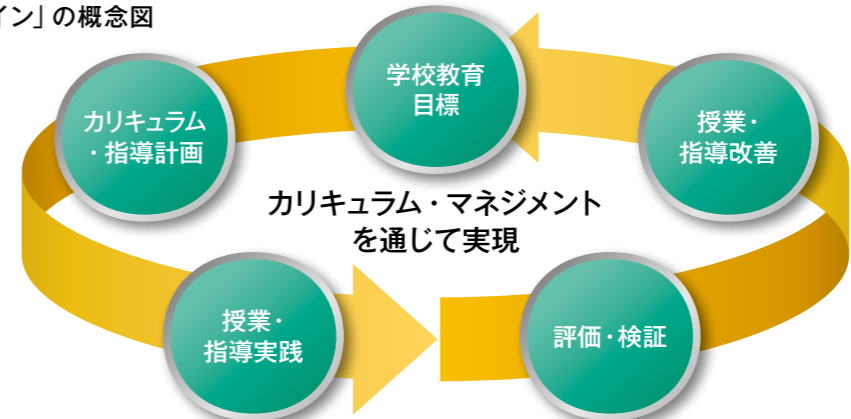 イン」の概念図
学校教育
目標
カリキュラム
・指導計画
授業・
指導改善
カリキュラム・マネジメント
を通じて実現
授業・
指導実践
評価・検証